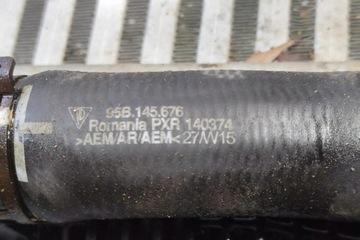 95B.145.676
Romania PXR 140374
>AEM/AR/AEM< 27/W15